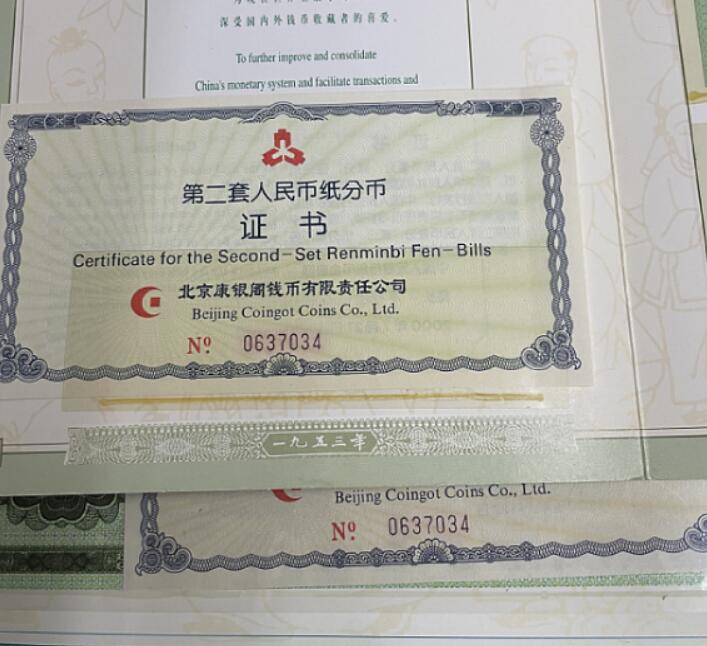 深受国内外钱币收藏者的喜爱。
To further improve and consolidate
China's monetary system and facilitate transactions and
第二套人民币纸分币
证书
Certificate for the Second-Set Renminbi Fen-Bills
北京康银阁钱币有限责任公司
Beijing Coingot Coins Co., Ltd.
Nº 0637034
一九五三年
Beijing Coingot Coins Co., Ltd.
Nº 0637034